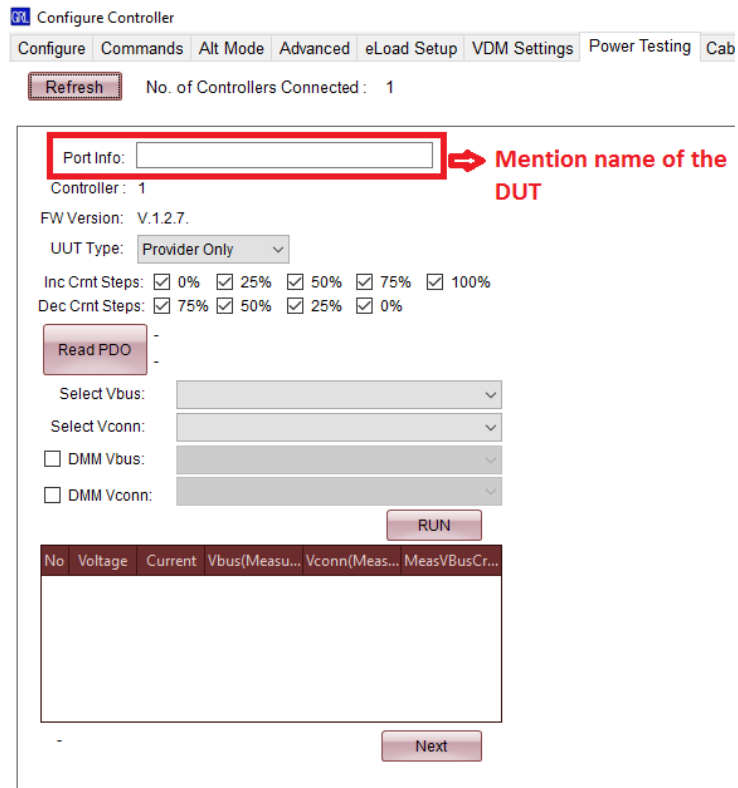 GRL Configure Controller
Configure Commands Alt Mode Advanced eLoad Setup VDM Settings Power Testing Cab
Refresh No. of Controllers Connected : 1
Port Info:
Mention name of the
DUT
Controller : 1
FW Version: V.1.2.7.
UUT Type: Provider Only
Inc Crnt Steps: 0% 25% 50% 75% 100%
Dec Crnt Steps: 75% 50% 25% 0%
Read PDO -
-
Select Vbus:
Select Vconn:
DMM Vbus:
DMM Vconn:
RUN
No Voltage Current Vbus(Measu... Vconn(Meas... MeasVBusCr...
- Next